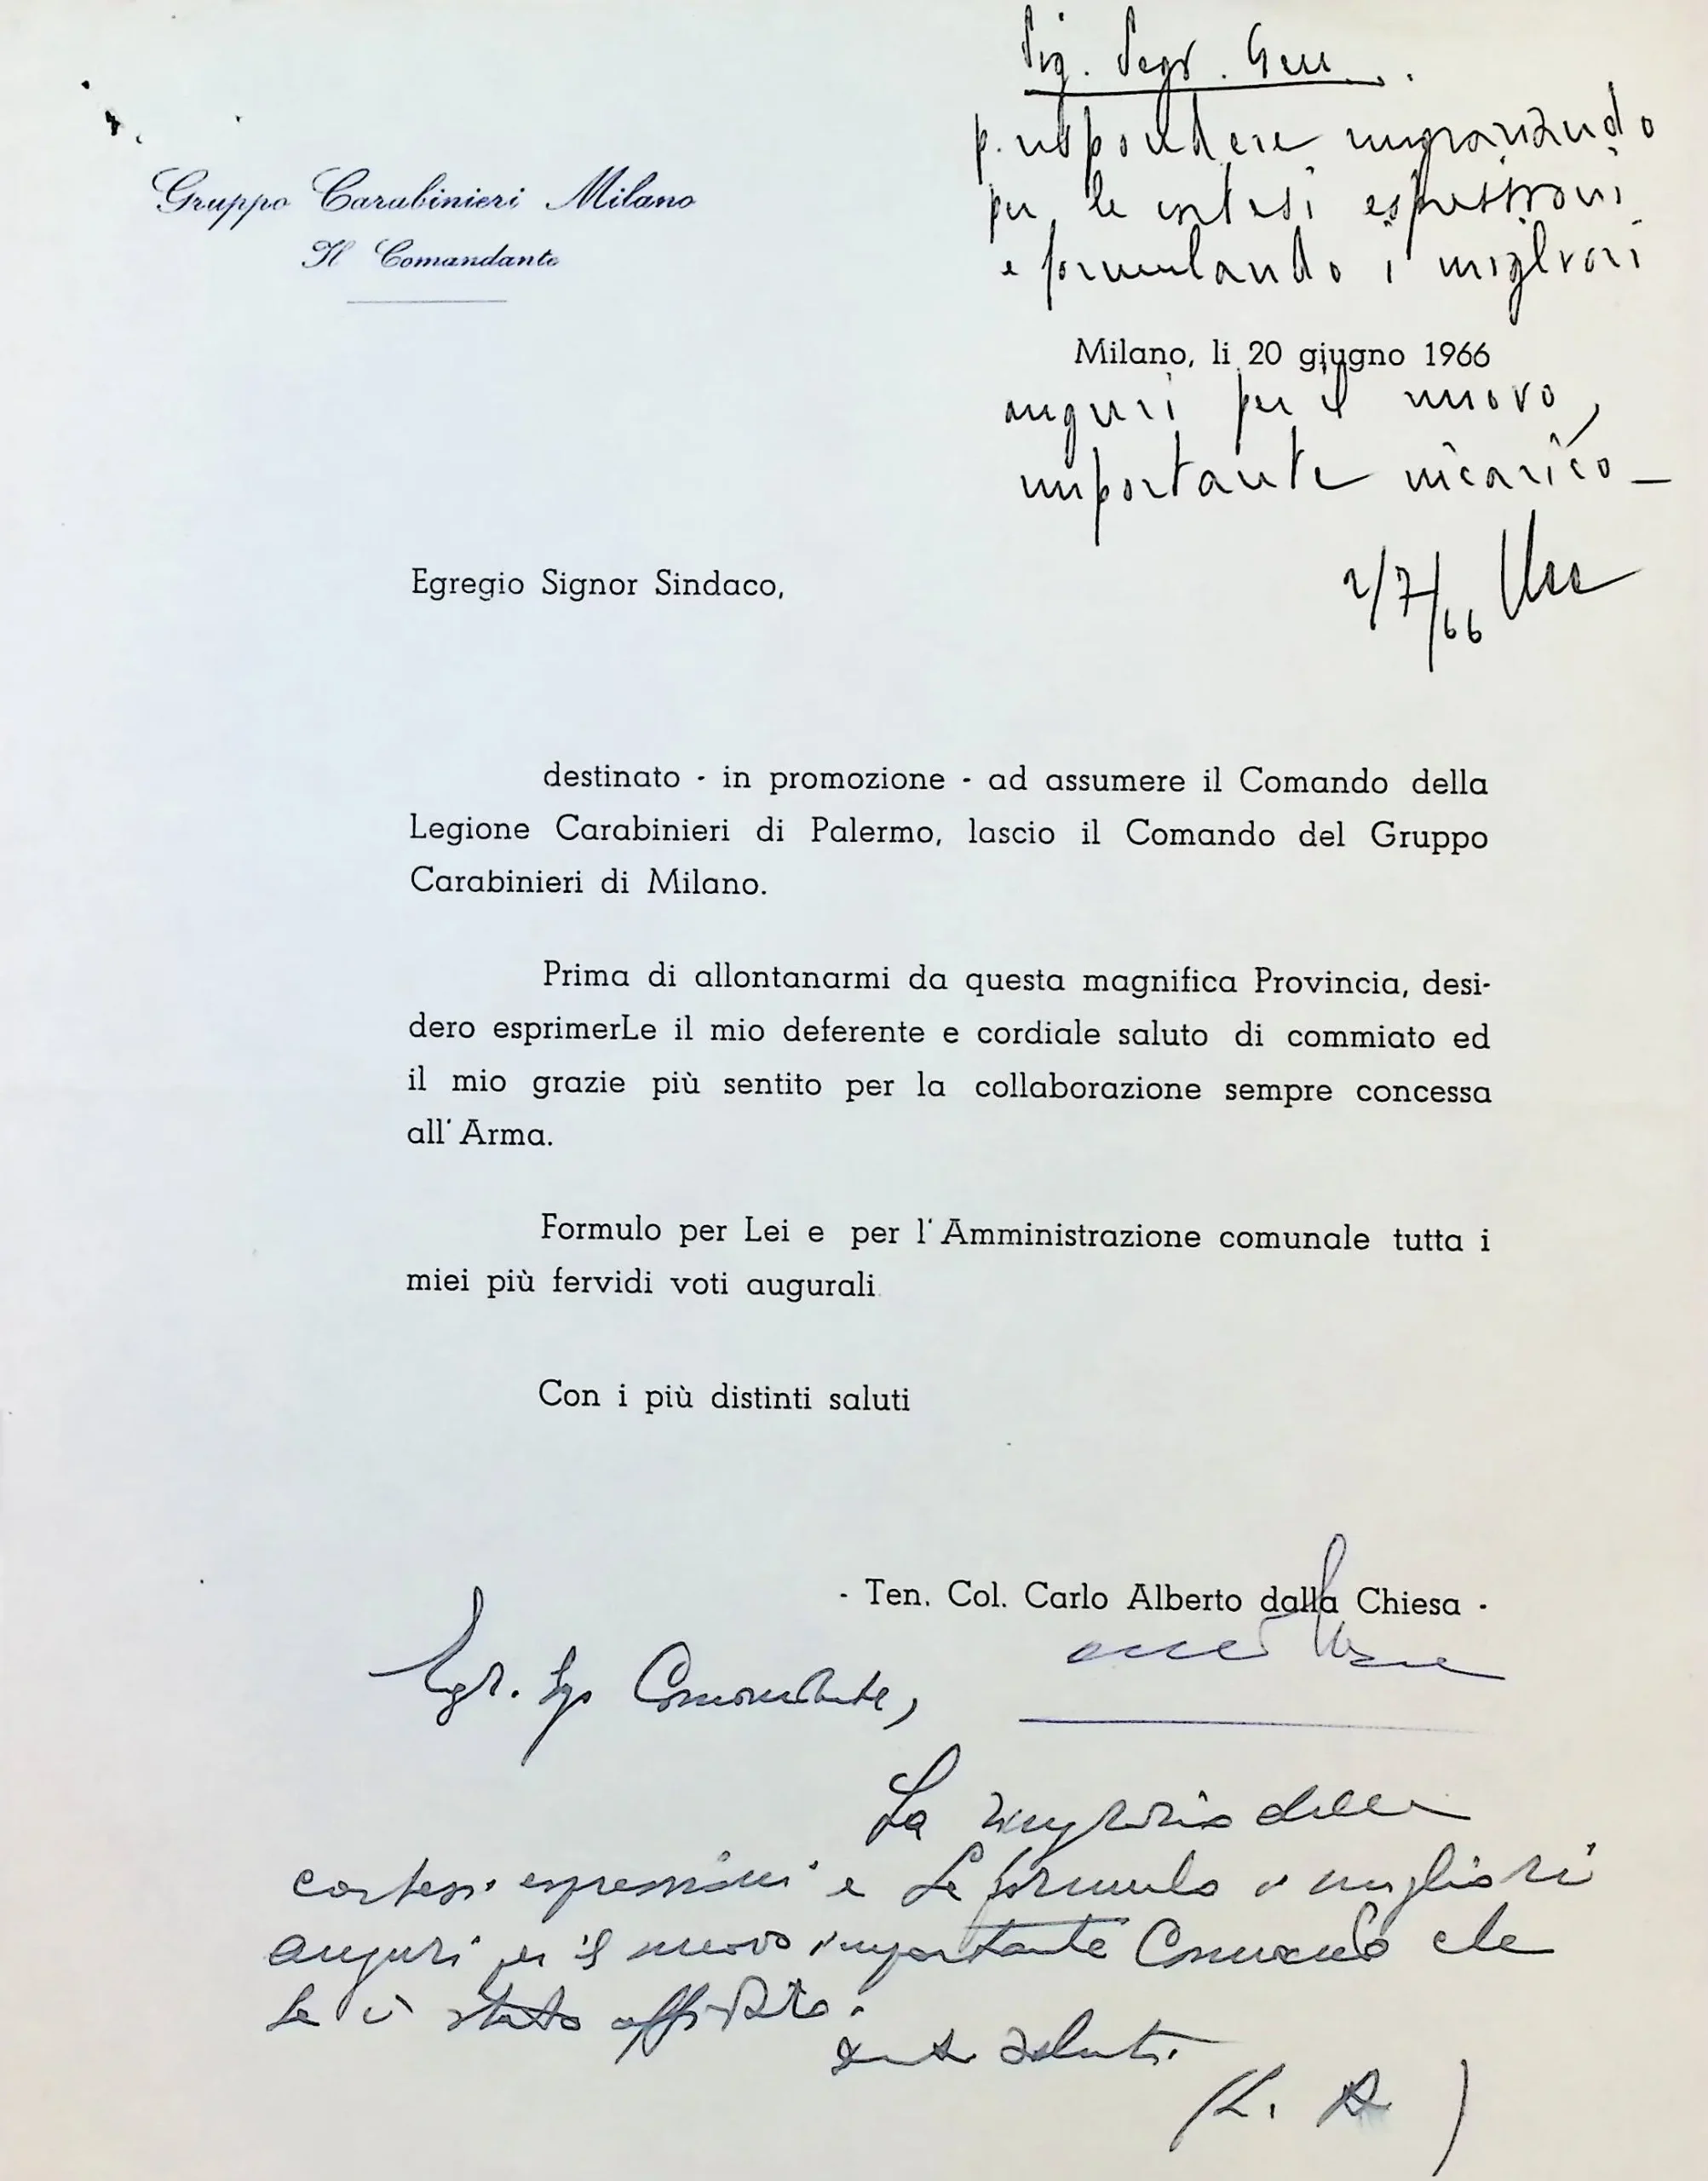 Sig. Segr. Gen.
p. rispondere ringraziando
per le cortesi espressioni
e formulando i migliori
Gruppo Carabinieri Milano
Il Comandante
Milano, li 20 giugno 1966
auguri per il nuovo,
importante incarico_
2/7/66
Egregio Signor Sindaco,
destinato - in promozione - ad assumere il Comando della
Legione Carabinieri di Palermo, lascio il Comando del Gruppo
Carabinieri di Milano.
Prima di allontanarmi da questa magnifica Provincia, desi-
dero esprimerLe il mio deferente e cordiale saluto di commiato ed
il mio grazie più sentito per la collaborazione sempre concessa
all' Arma.
Formulo per Lei e per l' Amministrazione comunale tutta i
miei più fervidi voti augurali.
Con i più distinti saluti
- Ten. Col. Carlo Alberto dalla Chiesa -
Egr. Sig. Comandante,
La ringrazio delle
cortesi espressioni e Le formulo i migliori
auguri per il nuovo importante Comando che
Le è stato affidato.
saluti.